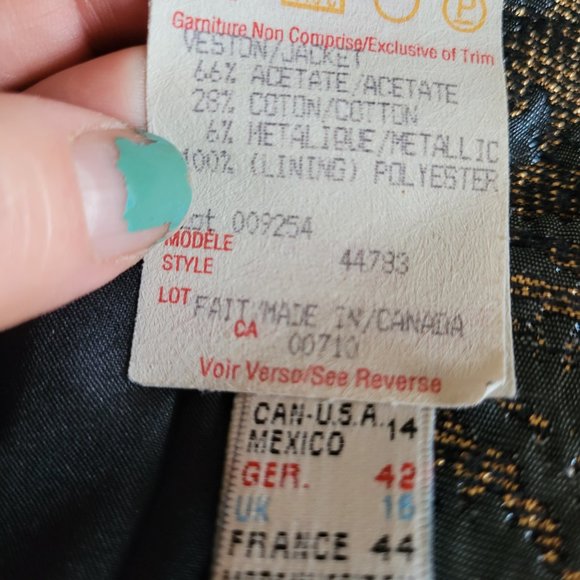 P
Garniture Non Comprise/Exclusive of Trim
VESTON/JACKET
66% ACETATE/ACETATE
28% COTON/COTTON
6% METALIQUE/METALLIC
100% (LINING) POLYESTER
Lot 009254
MODÈLE
STYLE 44783
LOT FAIT/MADE IN/CANADA
CA 00710
Voir Verso/See Reverse
CAN-U.S.A. 14
MEXICO
GER. 42
UK 16
FRANCE 44